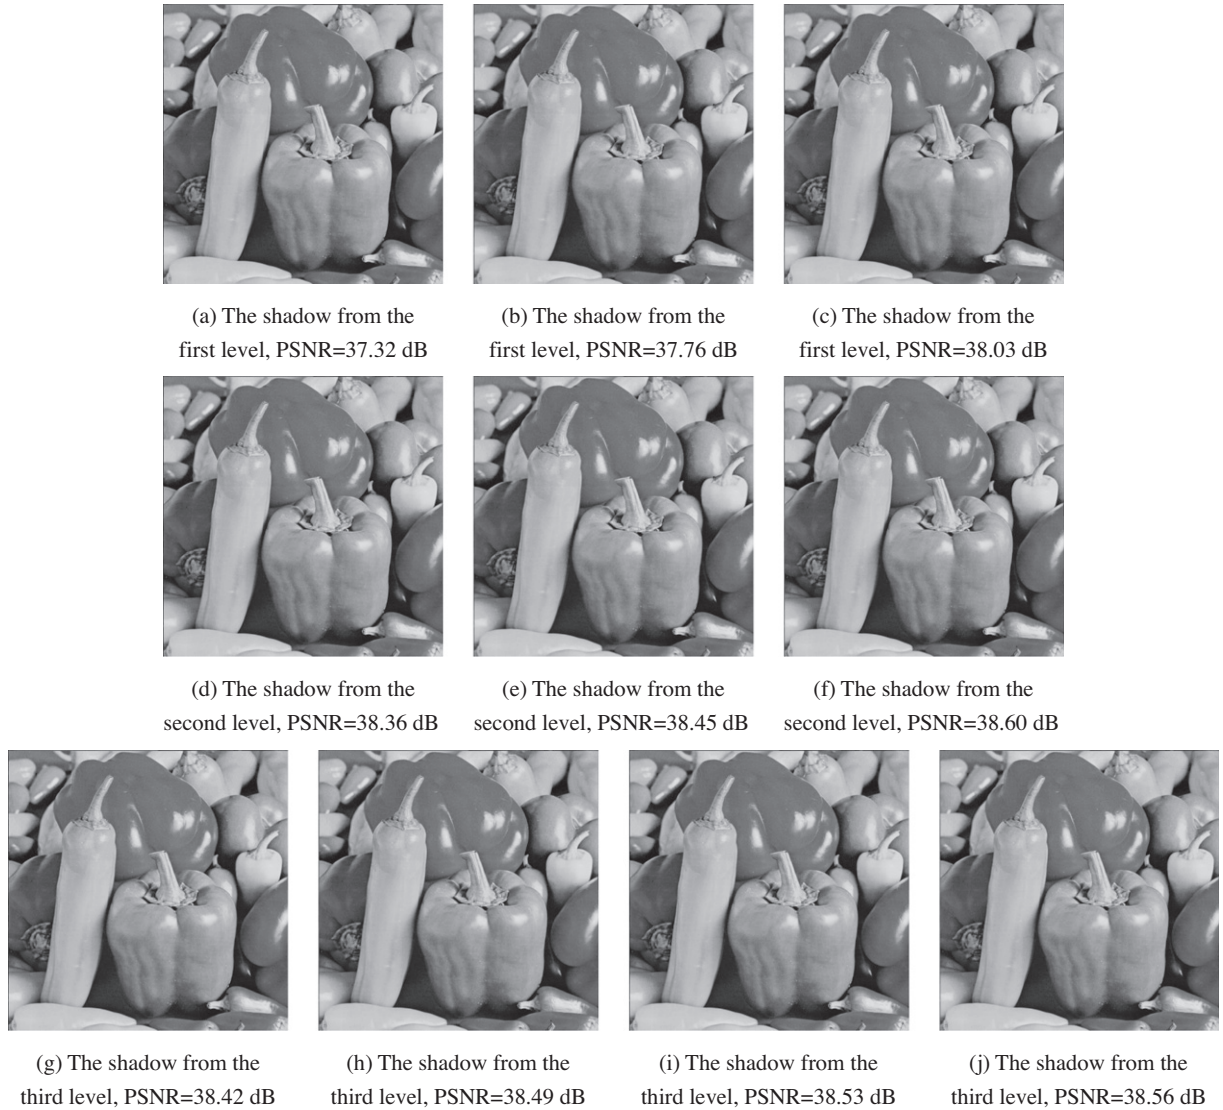 (a) The shadow from the
first level, PSNR=37.32 dB
(b) The shadow from the
first level, PSNR=37.76 dB
(c) The shadow from the
first level, PSNR=38.03 dB
(d) The shadow from the
second level, PSNR=38.36 dB
(e) The shadow from the
second level, PSNR=38.45 dB
(f) The shadow from the
second level, PSNR=38.60 dB
(g) The shadow from the
third level, PSNR=38.42 dB
(h) The shadow from the
third level, PSNR=38.49 dB
(i) The shadow from the
third level, PSNR=38.53 dB
(j) The shadow from the
third level, PSNR=38.56 dB